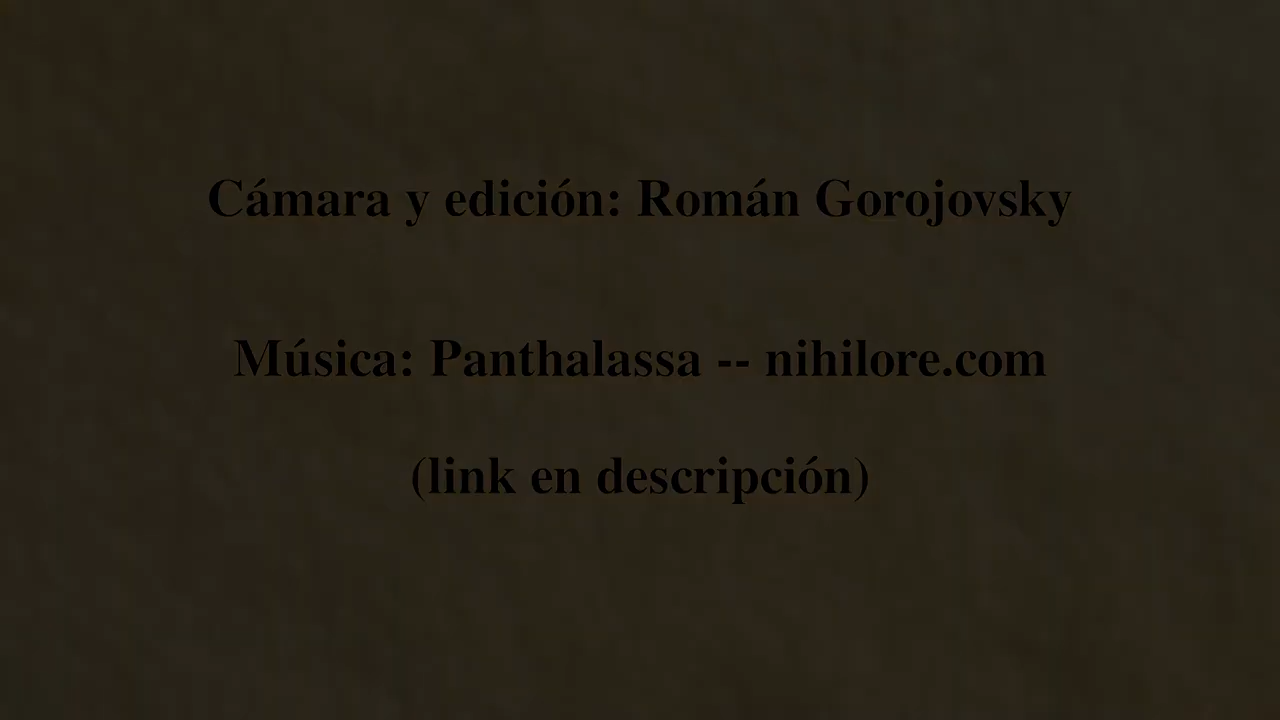 Cámara y edición: Román Gorojovsky
Música: Panthalassa -- nihilore.com
(link en descripción)